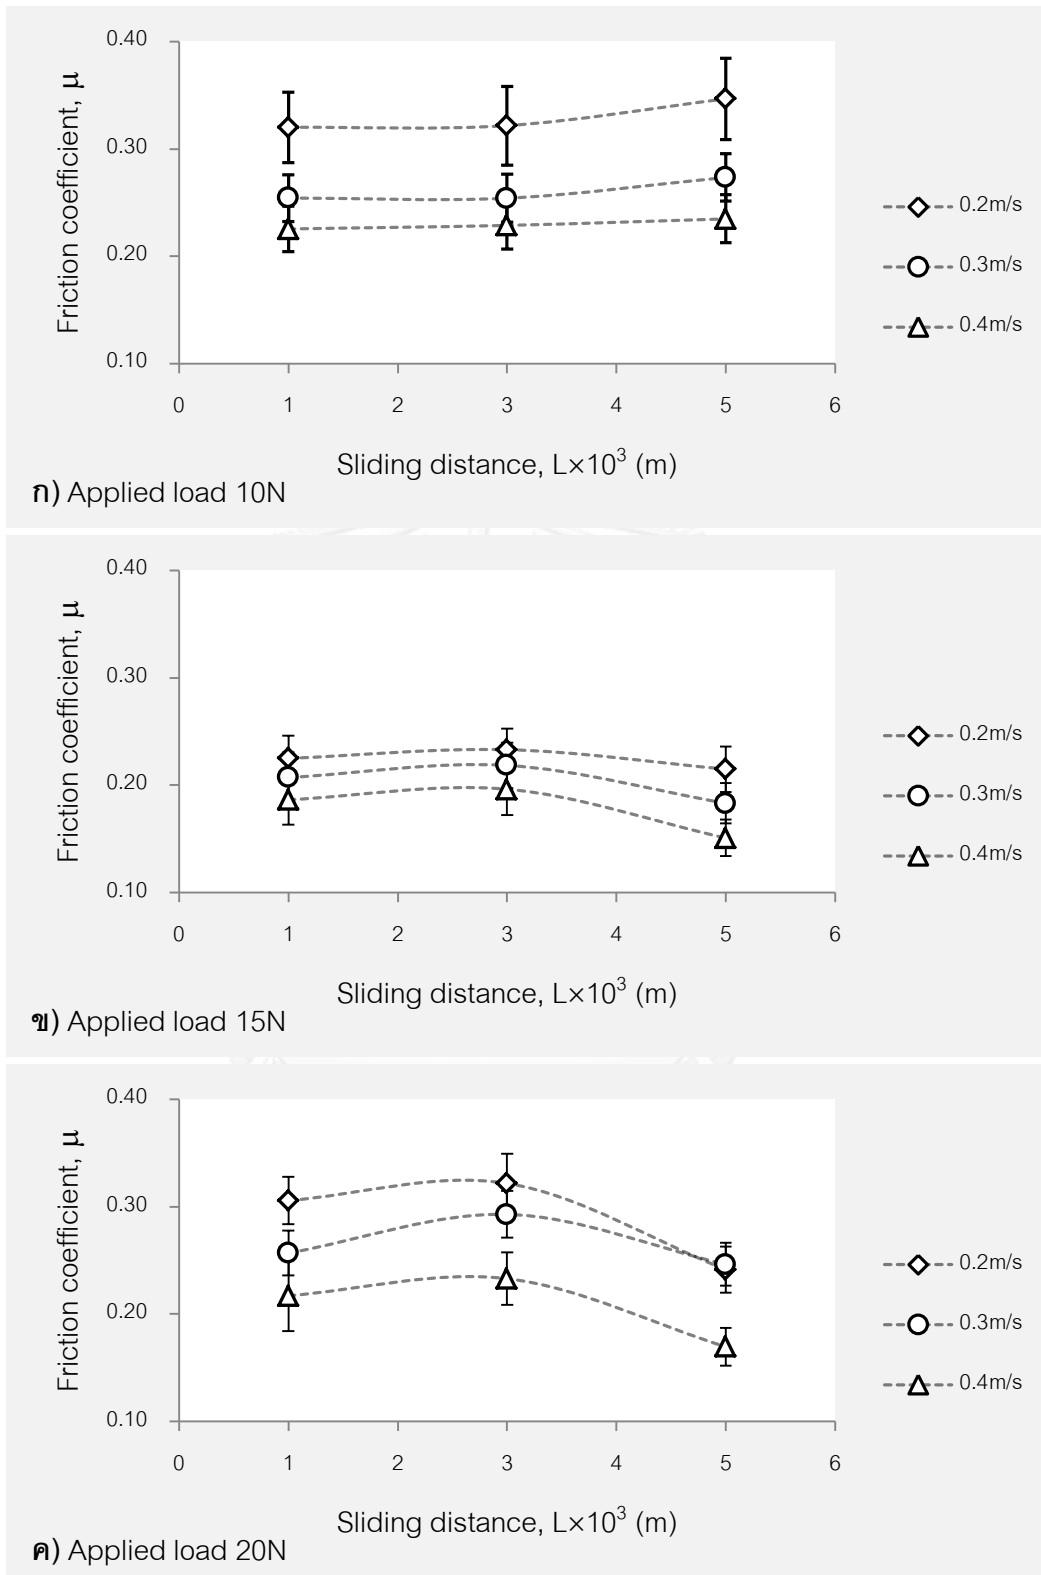 0.40
0.30
0.20
0.10
Friction coefficient, μ
0 1 2 3 4 5 6
Sliding distance, L×10³ (m)
0.2m/s
0.3m/s
0.4m/s
ก) Applied load 10N
0.40
0.30
0.20
0.10
Friction coefficient, μ
0 1 2 3 4 5 6
Sliding distance, L×10³ (m)
0.2m/s
0.3m/s
0.4m/s
ข) Applied load 15N
0.40
0.30
0.20
0.10
Friction coefficient, μ
0 1 2 3 4 5 6
Sliding distance, L×10³ (m)
0.2m/s
0.3m/s
0.4m/s
ค) Applied load 20N